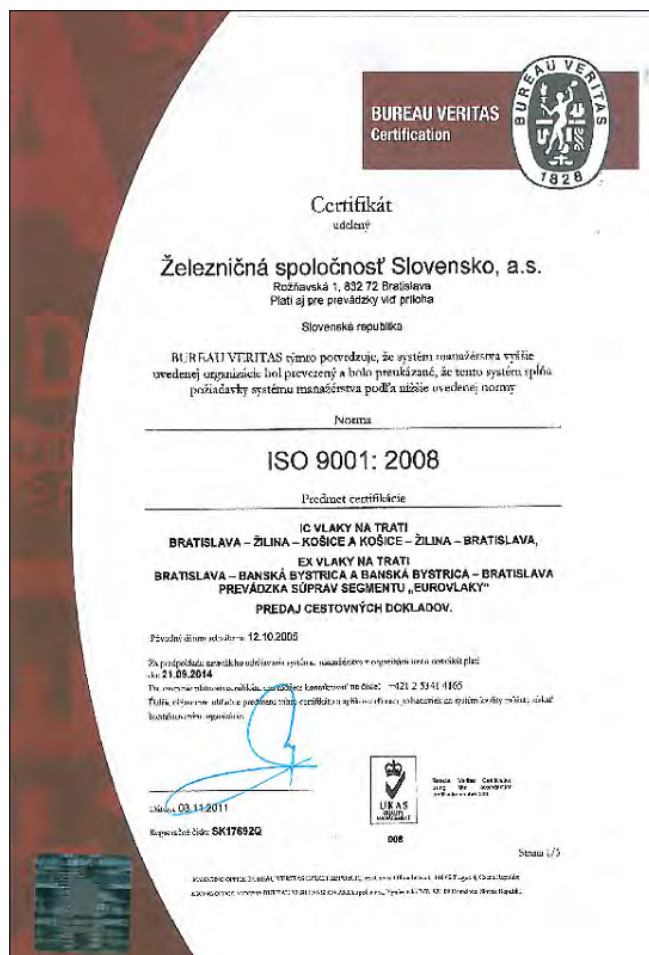 BUREAU VERITAS
Certification
BUREAU VERITAS
1828
Certifikát
udelený
Železničná spoločnosť Slovensko, a.s.
Rožňavská 1, 832 72 Bratislava
Platí aj pre prevádzky viď príloha
Slovenská republika
BUREAU VERITAS týmto potvrdzuje, že systém manažérstva vyššie
uvedenej organizácie bol preverený a bolo preukázané, že tento systém spĺňa
požiadavky systému manažérstva podľa nižšie uvedenej normy
Norma
ISO 9001: 2008
Predmet certifikácie
IC VLAKY NA TRATI
BRATISLAVA – ŽILINA – KOŠICE A KOŠICE – ŽILINA – BRATISLAVA,
EX VLAKY NA TRATI
BRATISLAVA – BANSKÁ BYSTRICA A BANSKÁ BYSTRICA – BRATISLAVA
PREVÁDZKA SÚPRAV SEGMENTU „EUROVLAKY"
PREDAJ CESTOVNÝCH DOKLADOV.
12.10.2005
21.09.2014
+421 2 5341 4165
Dátum: 03.11.2011
Registračné číslo: SK17692Q
UKAS
QUALITY
MANAGEMENT
008
Strana 1/3